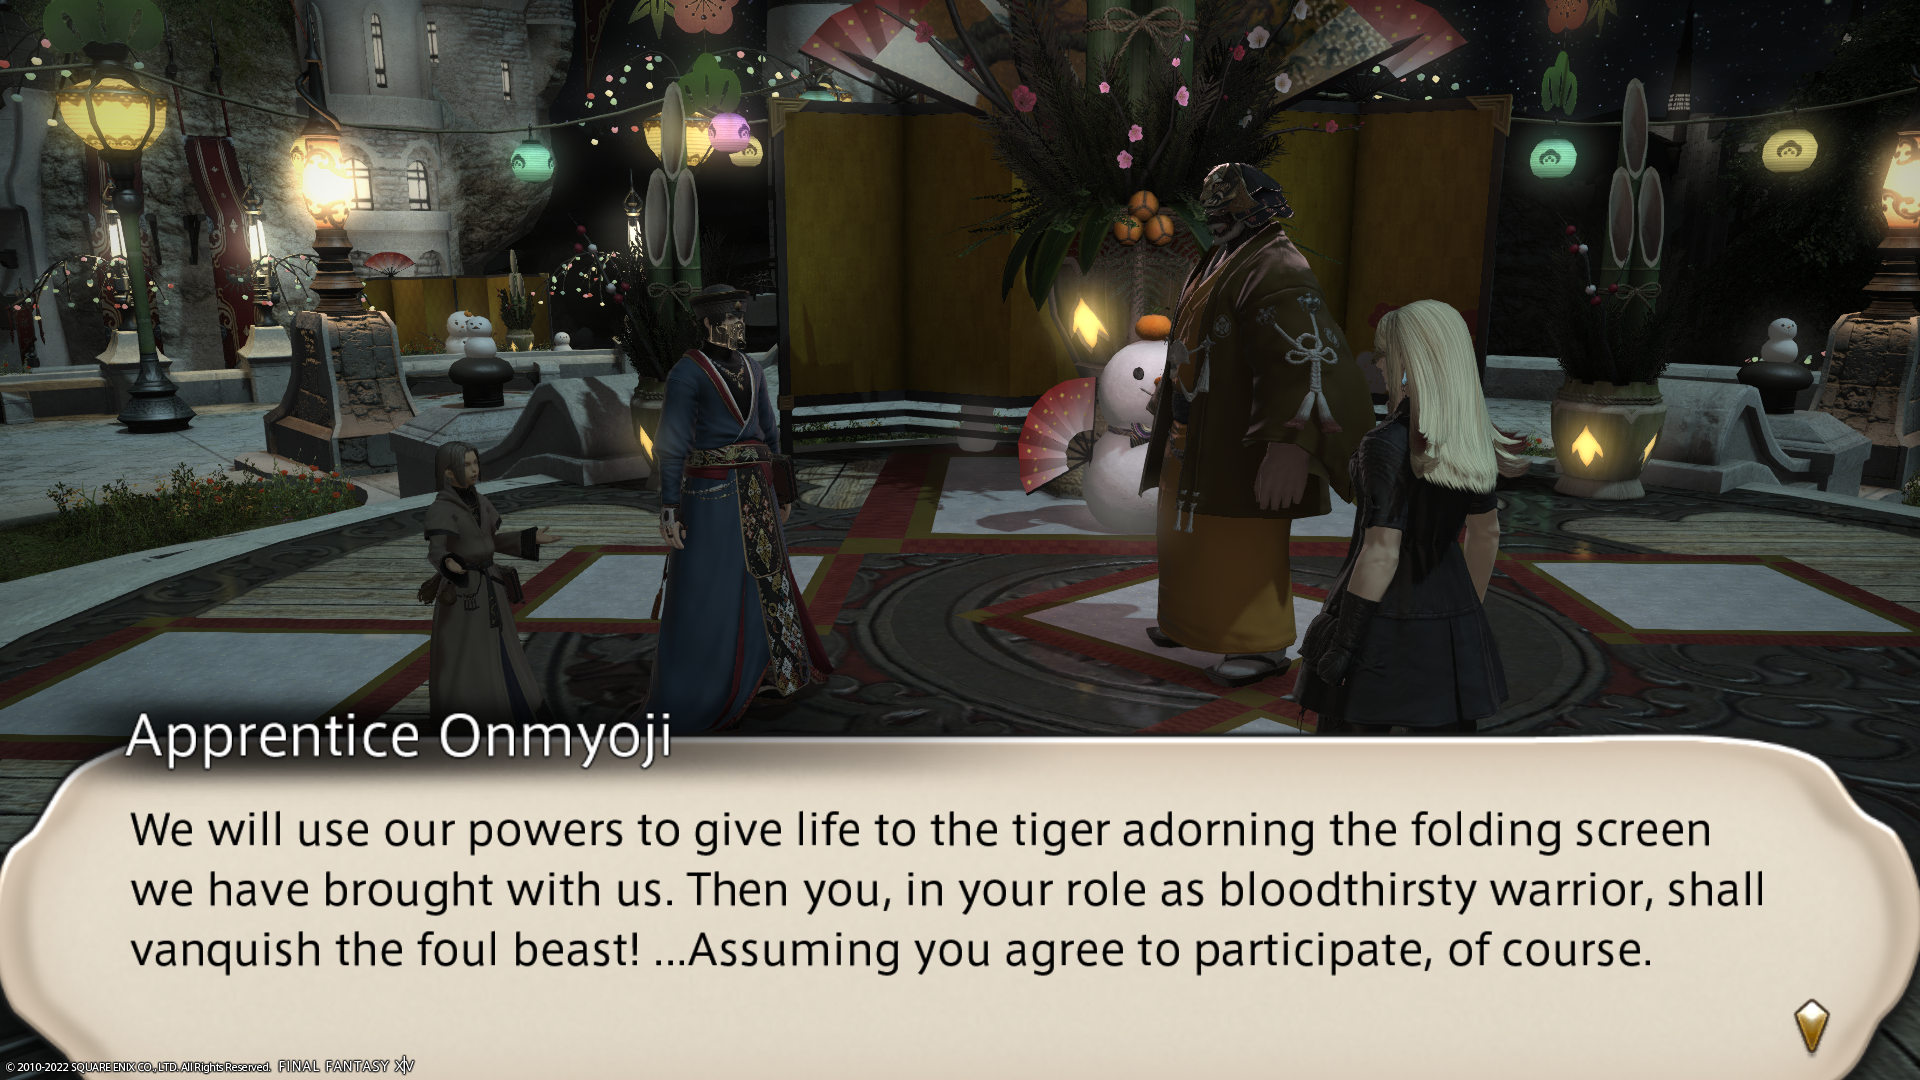 Apprentice Onmyoji
We will use our powers to give life to the tiger adorning the folding screen
we have brought with us. Then you, in your role as bloodthirsty warrior, shall
vanquish the foul beast! ...Assuming you agree to participate, of course.
© 2010-2022 SQUARE ENIX CO., LTD. All Rights Reserved. FINAL FANTASY XIV